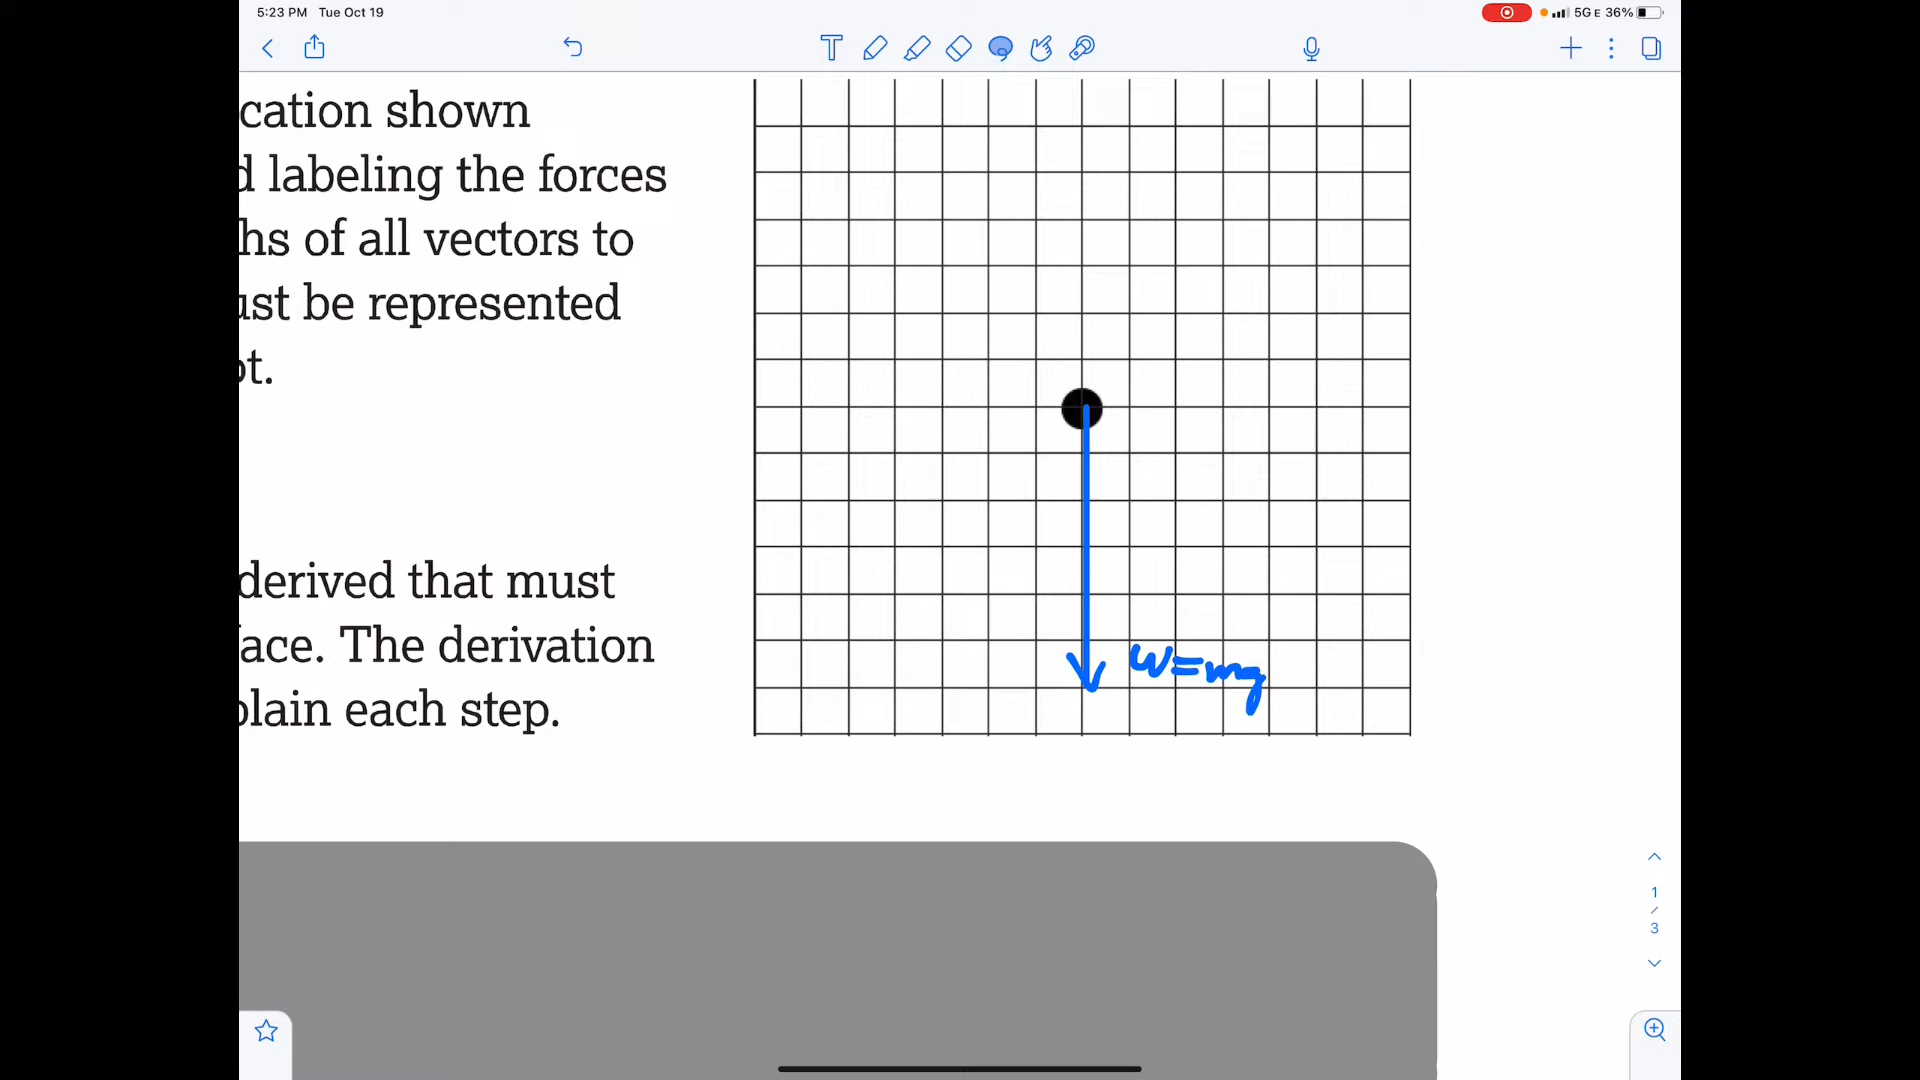 5:23 PM Tue Oct 19
5G E 36%
cation shown
d labeling the forces
hs of all vectors to
ust be represented
ot.
derived that must
face. The derivation
plain each step.
W=mg
1
/
3